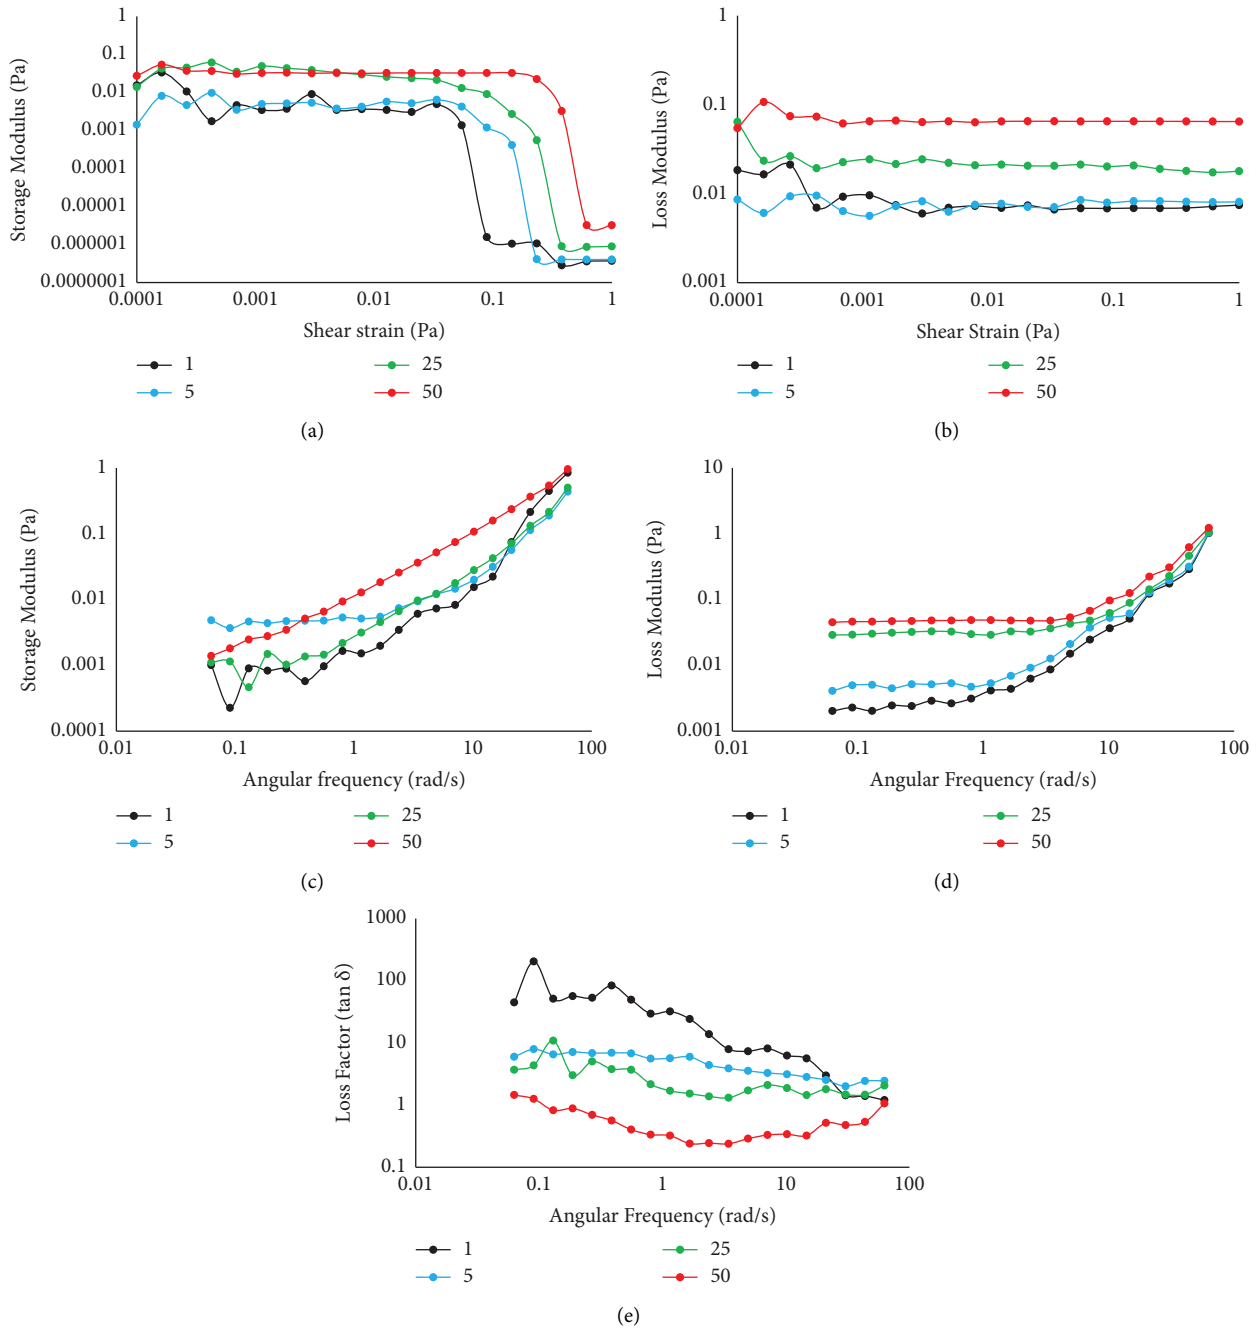 Storage Modulus (Pa)
1
0.1
0.01
0.001
0.0001
0.00001
0.000001
0.0000001
0.0001 0.001 0.01 0.1 1
Shear strain (Pa)
1 25
5 50
(a)
Loss Modulus (Pa)
1
0.1
0.01
0.001
0.0001 0.001 0.01 0.1 1
Shear Strain (Pa)
1 25
5 50
(b)
Storage Modulus (Pa)
1
0.1
0.01
0.001
0.0001
0.01 0.1 1 10 100
Angular frequency (rad/s)
1 25
5 50
(c)
Loss Modulus (Pa)
10
1
0.1
0.01
0.001
0.01 0.1 1 10 100
Angular Frequency (rad/s)
1 25
5 50
(d)
Loss Factor (tan δ)
1000
100
10
1
0.1
0.01 0.1 1 10 100
Angular Frequency (rad/s)
1 25
5 50
(e)